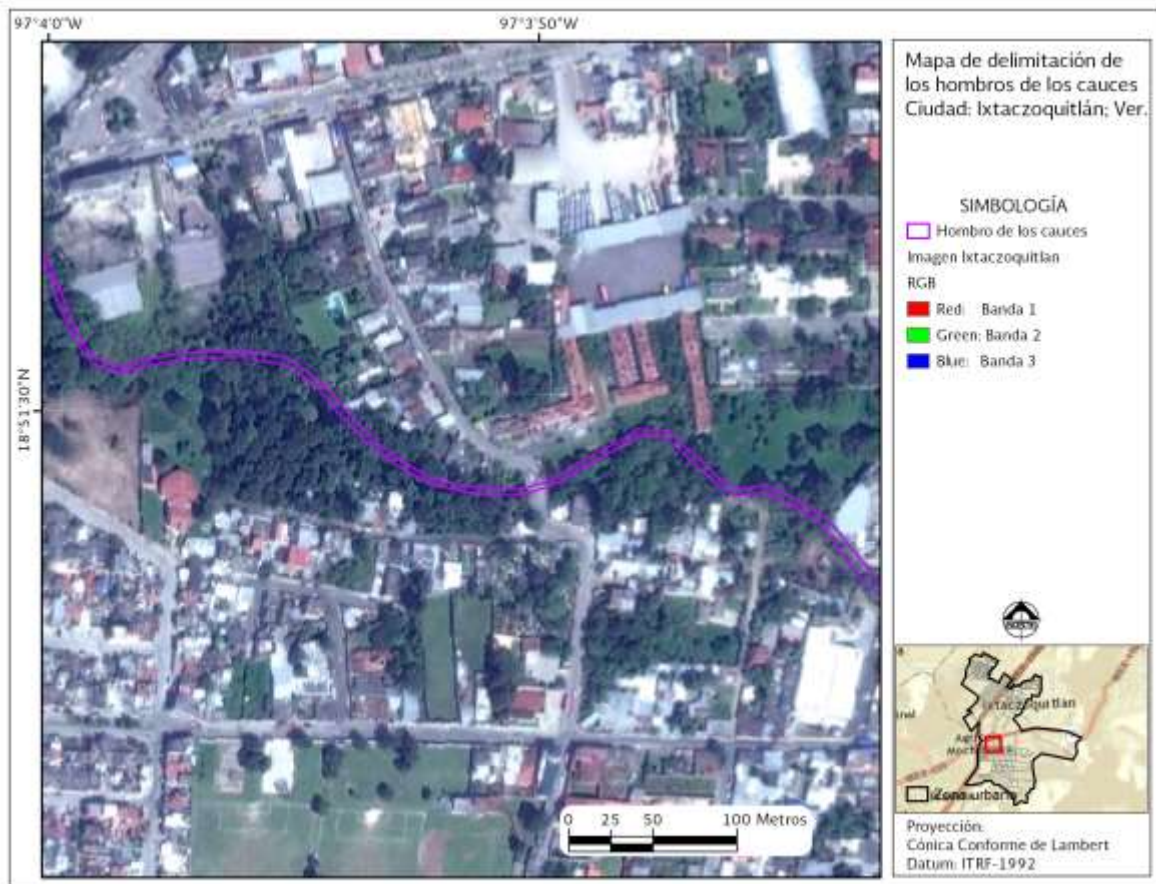 97°4'0"W
97°3'50"W
18°51'30"N
Mapa de delimitación de
los hombros de los cauces
Ciudad: Ixtaczoquitlán; Ver.
SIMBOLOGÍA
Hombro de los cauces
Imagen Ixtaczoquitlan
RGB
Red: Banda 1
Green: Banda 2
Blue: Banda 3
Ixtaczoquitlan
Zona urbana
0 25 50 100 Metros
Proyección:
Cónica Conforme de Lambert
Datum: ITRF-1992